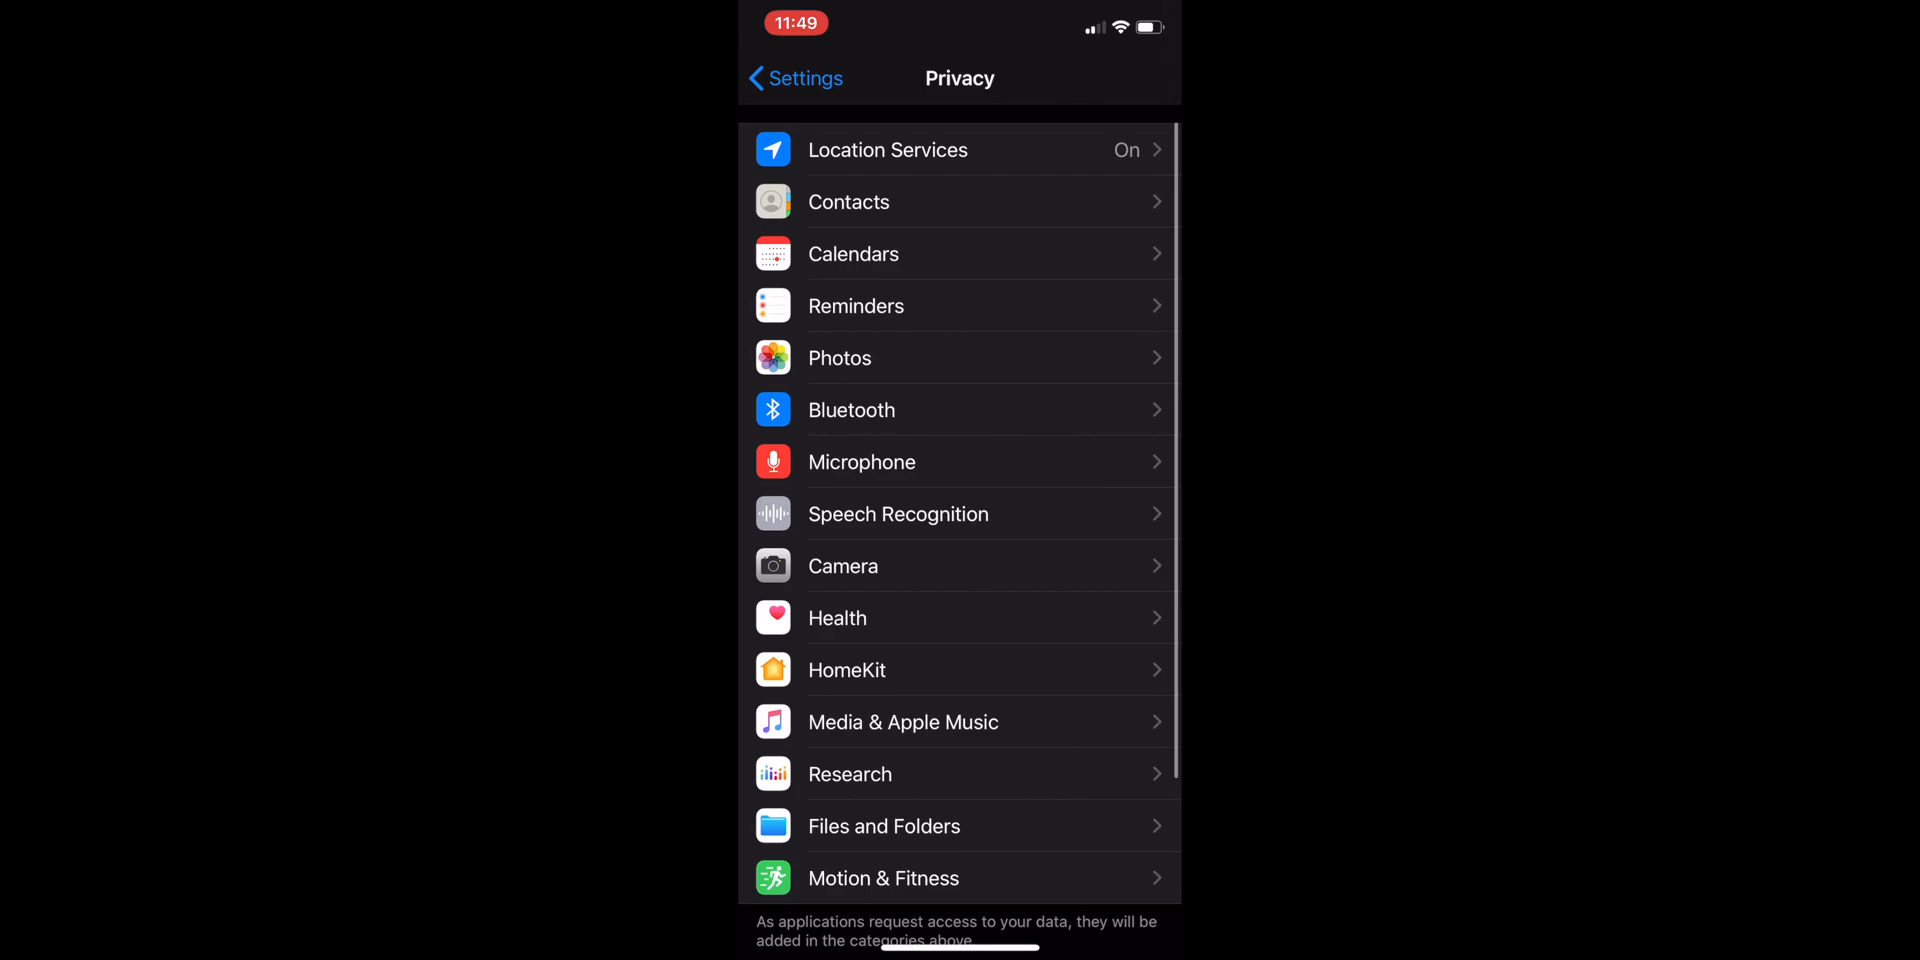 11:49
Settings
Privacy
Location Services On
Contacts
Calendars
Reminders
Photos
Bluetooth
Microphone
Speech Recognition
Camera
Health
HomeKit
Media & Apple Music
Research
Files and Folders
Motion & Fitness
As applications request access to your data, they will be
added in the categories above.